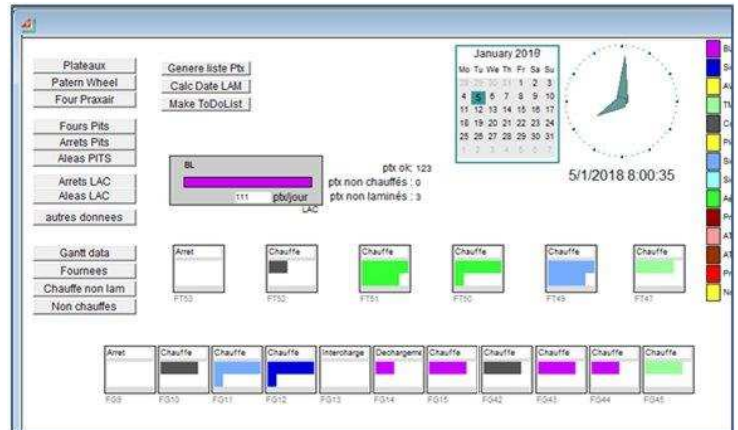 Plateaux
Patern Wheel
Four Praxair
Fours Pits
Arrets Pits
Aleas PITS
Arrets LAC
Aleas LAC
autres donnees
Gantt data
Fournees
Chauffe non lam
Non chauffes
Genere liste Ptx
Calc Date LAM
Make ToDoList
January 2018
Mo Tu We Th Fr Sa Su
28 29 30 31 1 2 3
4 5 6 7 8 9 10
11 12 13 14 15 16 17
18 19 20 21 22 23 24
25 26 27 28 29 30 31
1 2 3 4 5 6 7
5/1/2018 8:00:35
BL
111 ptx/jour
LAC
ptx ok: 123
ptx non chauffés : 0
ptx non laminés : 3
Arret Chauffe Chauffe Chauffe Chauffe Chauffe
FT53 FT52 FT51 FT50 FT49 FT47
Arret Chauffe Chauffe Chauffe Interchange Dechargeme Chauffe Chauffe Chauffe Chauffe Chauffe
FG9 FG10 FG11 FG12 FG13 FG14 FG15 FG42 FG43 FG44 FG45